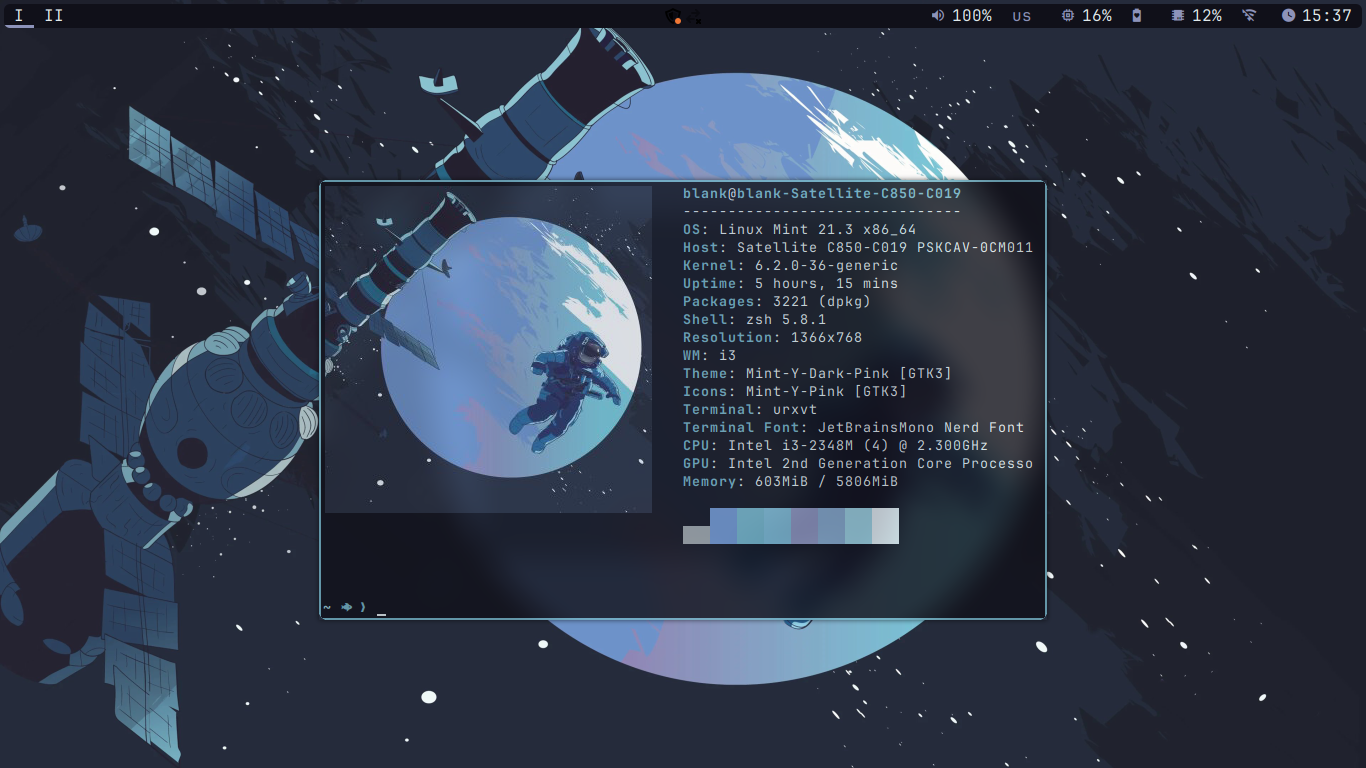 I II 100% US 16% 12% 15:37
blank@blank-Satellite-C850-C019
-------------------------------
OS: Linux Mint 21.3 x86_64
Host: Satellite C850-C019 PSKCAV-0CM011
Kernel: 6.2.0-36-generic
Uptime: 5 hours, 15 mins
Packages: 3221 (dpkg)
Shell: zsh 5.8.1
Resolution: 1366x768
WM: i3
Theme: Mint-Y-Dark-Pink [GTK3]
Icons: Mint-Y-Pink [GTK3]
Terminal: urxvt
Terminal Font: JetBrainsMono Nerd Font
CPU: Intel i3-2348M (4) @ 2.300GHz
GPU: Intel 2nd Generation Core Processo
Memory: 603MiB / 5806MiB
~ ❫ _